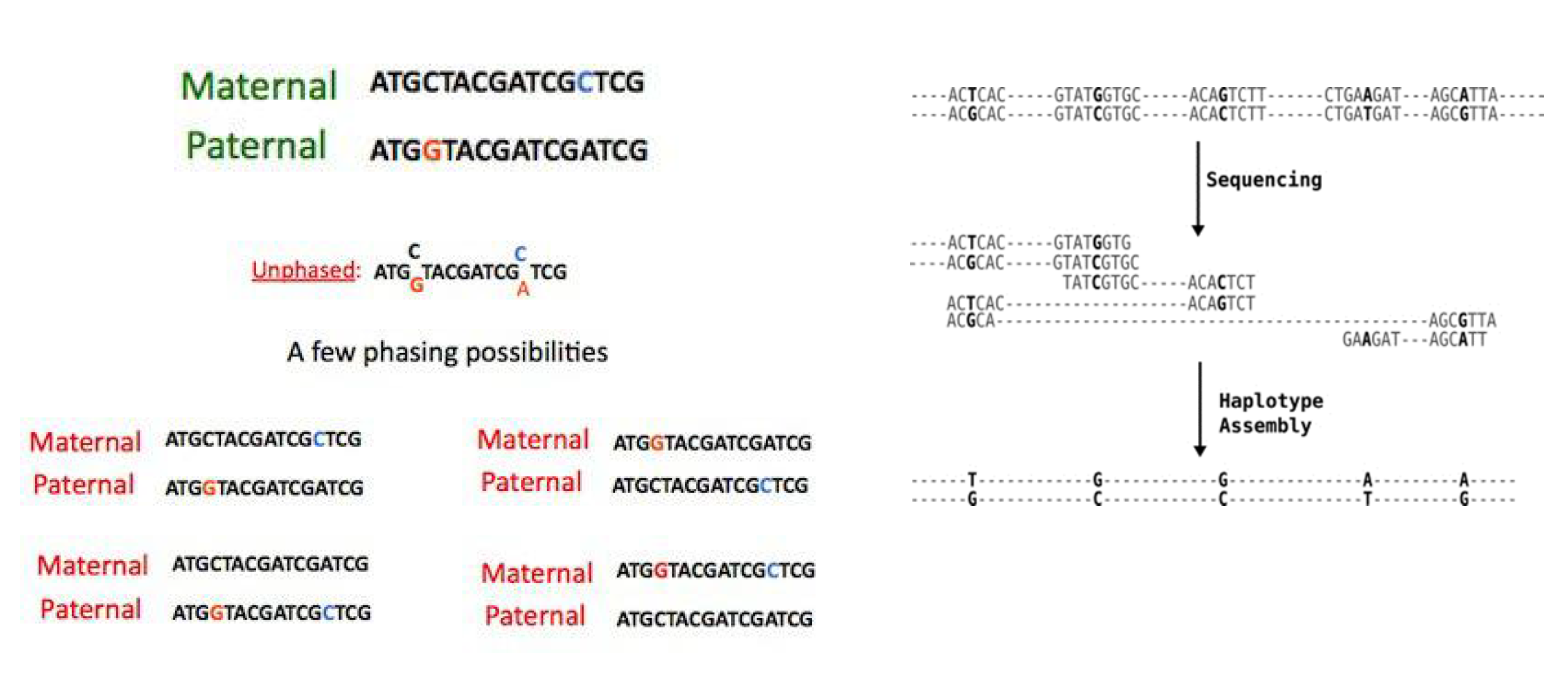 Maternal ATGCTACGATCGCTCG
Paternal ATGGTACGATCGATCG
C C
Unphased: ATG TACGATCG TCG
G A
A few phasing possibilities
Maternal ATGCTACGATCGCTCG
Paternal ATGGTACGATCGATCG
Maternal ATGGTACGATCGATCG
Paternal ATGCTACGATCGCTCG
Maternal ATGCTACGATCGATCG
Paternal ATGGTACGATCGCTCG
Maternal ATGGTACGATCGCTCG
Paternal ATGCTACGATCGATCG
----ACTCAC-----GTATGGTGC-----ACAGTCTT------CTGAAGAT---AGCATTA-----
----ACGCAC-----GTATCGTGC-----ACACTCTT------CTGATGAT---AGCGTTA-----
Sequencing
----ACTCAC-----GTATGGTG
----ACGCAC-----GTATCGTGC
TATCGTGC-----ACACTCT
ACTCAC-------------------ACAGTCT
ACGCA---------------------------------------------AGCGTTA
GAAGAT---AGCATT
Haplotype
Assembly
------T------------G-------------G---------------A----------A-----
------G------------C-------------C---------------T----------G-----